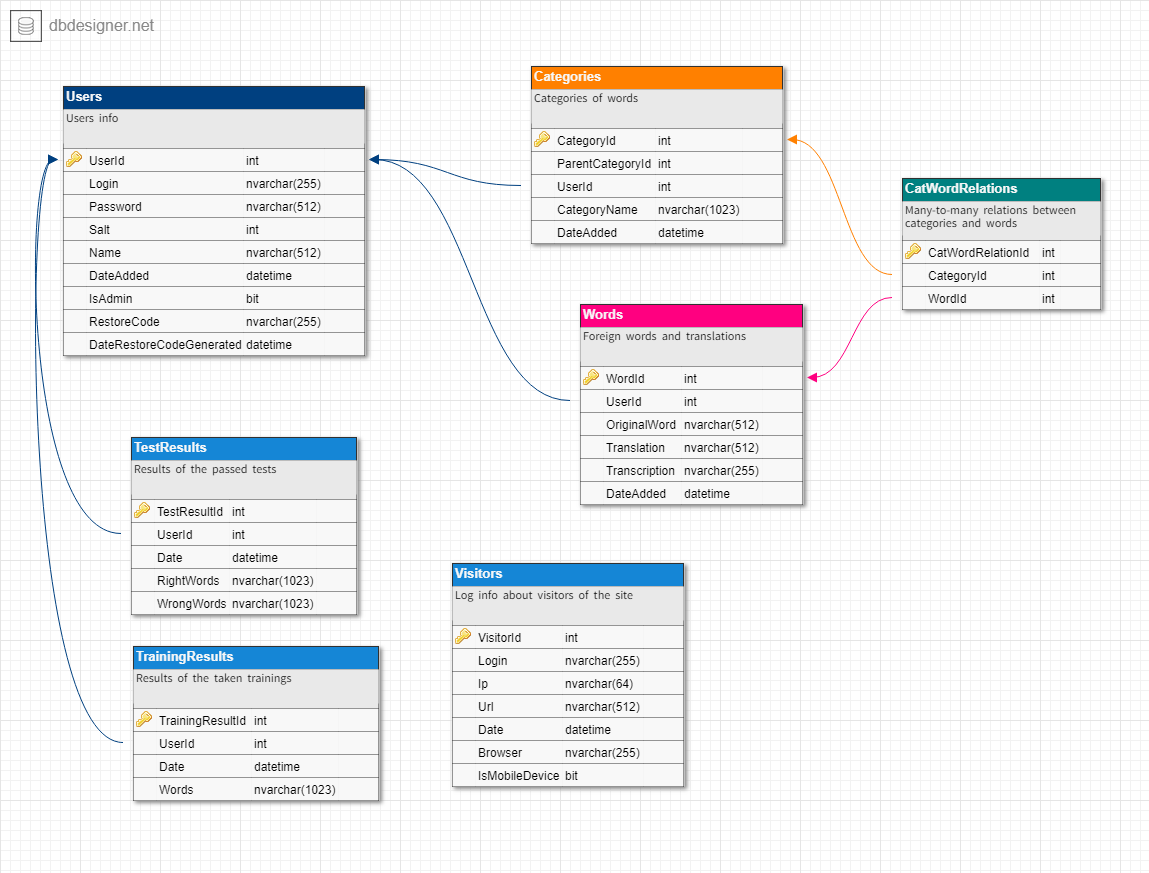 dbdesigner.net
Users
Users info
UserId int
Login nvarchar(255)
Password nvarchar(512)
Salt int
Name nvarchar(512)
DateAdded datetime
IsAdmin bit
RestoreCode nvarchar(255)
DateRestoreCodeGenerated datetime
Categories
Categories of words
CategoryId int
ParentCategoryId int
UserId int
CategoryName nvarchar(1023)
DateAdded datetime
CatWordRelations
Many-to-many relations between
categories and words
CatWordRelationId int
CategoryId int
WordId int
Words
Foreign words and translations
WordId int
UserId int
OriginalWord nvarchar(512)
Translation nvarchar(512)
Transcription nvarchar(255)
DateAdded datetime
TestResults
Results of the passed tests
TestResultId int
UserId int
Date datetime
RightWords nvarchar(1023)
WrongWords nvarchar(1023)
Visitors
Log info about visitors of the site
VisitorId int
Login nvarchar(255)
Ip nvarchar(64)
Url nvarchar(512)
Date datetime
Browser nvarchar(255)
IsMobileDevice bit
TrainingResults
Results of the taken trainings
TrainingResultId int
UserId int
Date datetime
Words nvarchar(1023)